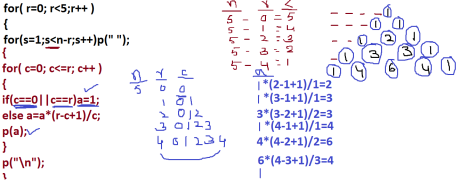 for( r=0; r<5;r++ )
{
for(s=1;s<n-r;s++)p(" ");
{
for( c=0; c<=r; c++ )
{
if(c==0||c==r)a=1;
else a=a*(r-c+1)/c;
p(a);
}
p("\n");
}
n r c
5 0 0
1 0 1
2 0 1 2
3 0 1 2 3
4 0 1 2 3 4
n r <
5 - 0 = 5
5 - 1 = 4
5 - 2 = 3
5 - 3 = 2
5 - 4 = 1
a
1*(2-1+1)/1=2
1*(3-1+1)/1=3
3*(3-2+1)/2=3
1*(4-1+1)/1=4
4*(4-2+1)/2=6
6*(4-3+1)/3=4
1
- - - - 1
- - - 1 1
- - 1 2 1
- 1 3 3 1
1 4 6 4 1